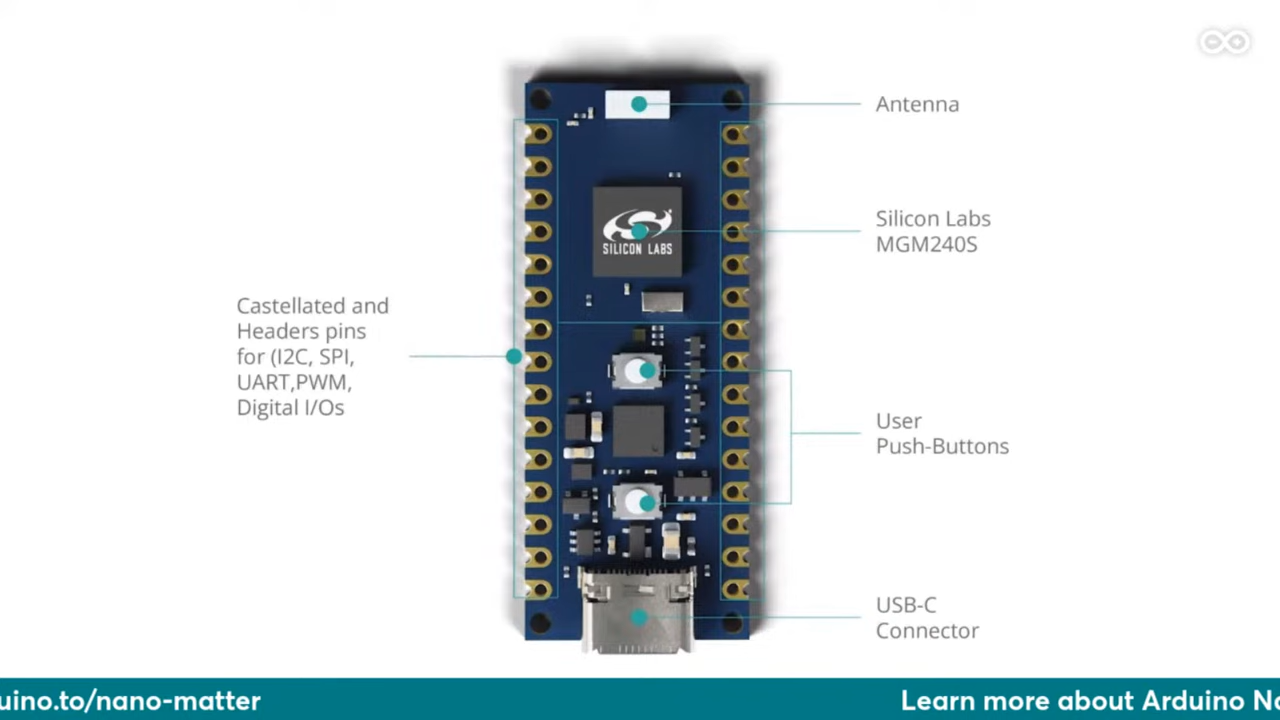 Antenna
Silicon Labs
MGM240S
SILICON LABS
Castellated and
Headers pins
for (I2C, SPI,
UART,PWM,
Digital I/Os
User
Push-Buttons
USB-C
Connector
uino.to/nano-matter
Learn more about Arduino Na